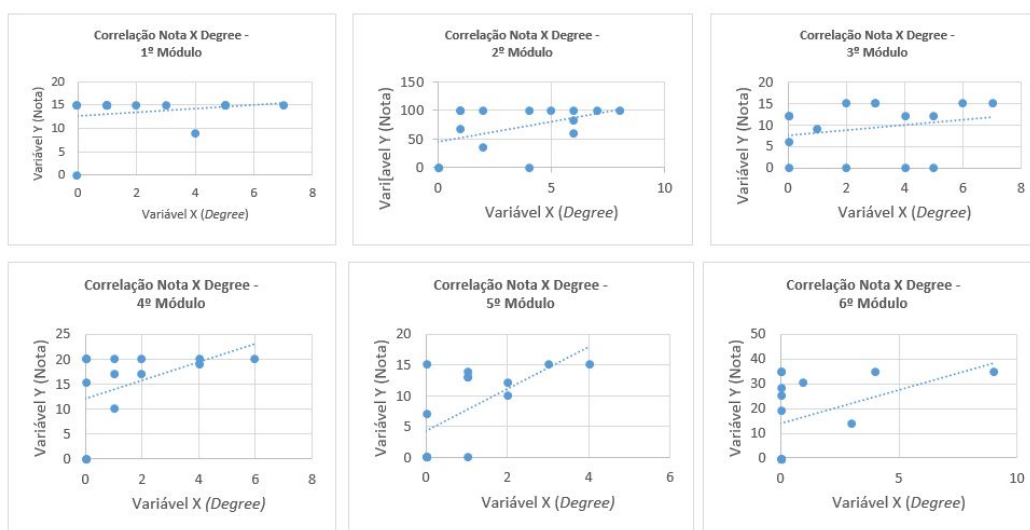 Correlação Nota X Degree -
1º Módulo
Variável Y (Nota)
20
15
10
5
0
0 2 4 6 8
Variável X (Degree)
Correlação Nota X Degree -
2º Módulo
Vari[avel Y (Nota)
150
100
50
0
0 5 10
Variável X (Degree)
Correlação Nota X Degree -
3º Módulo
Variável Y (Nota)
20
15
10
5
0
0 2 4 6 8
Variável X (Degree)
Correlação Nota X Degree -
4º Módulo
Variável Y (Nota)
25
20
15
10
5
0
0 2 4 6 8
Variável X (Degree)
Correlação Nota X Degree -
5º Módulo
Variável Y (Nota)
20
15
10
5
0
0 2 4 6
Variável X (Degree)
Correlação Nota X Degree -
6º Módulo
Variável Y (Nota)
50
40
30
20
10
0
0 5 10
Variável X (Degree)